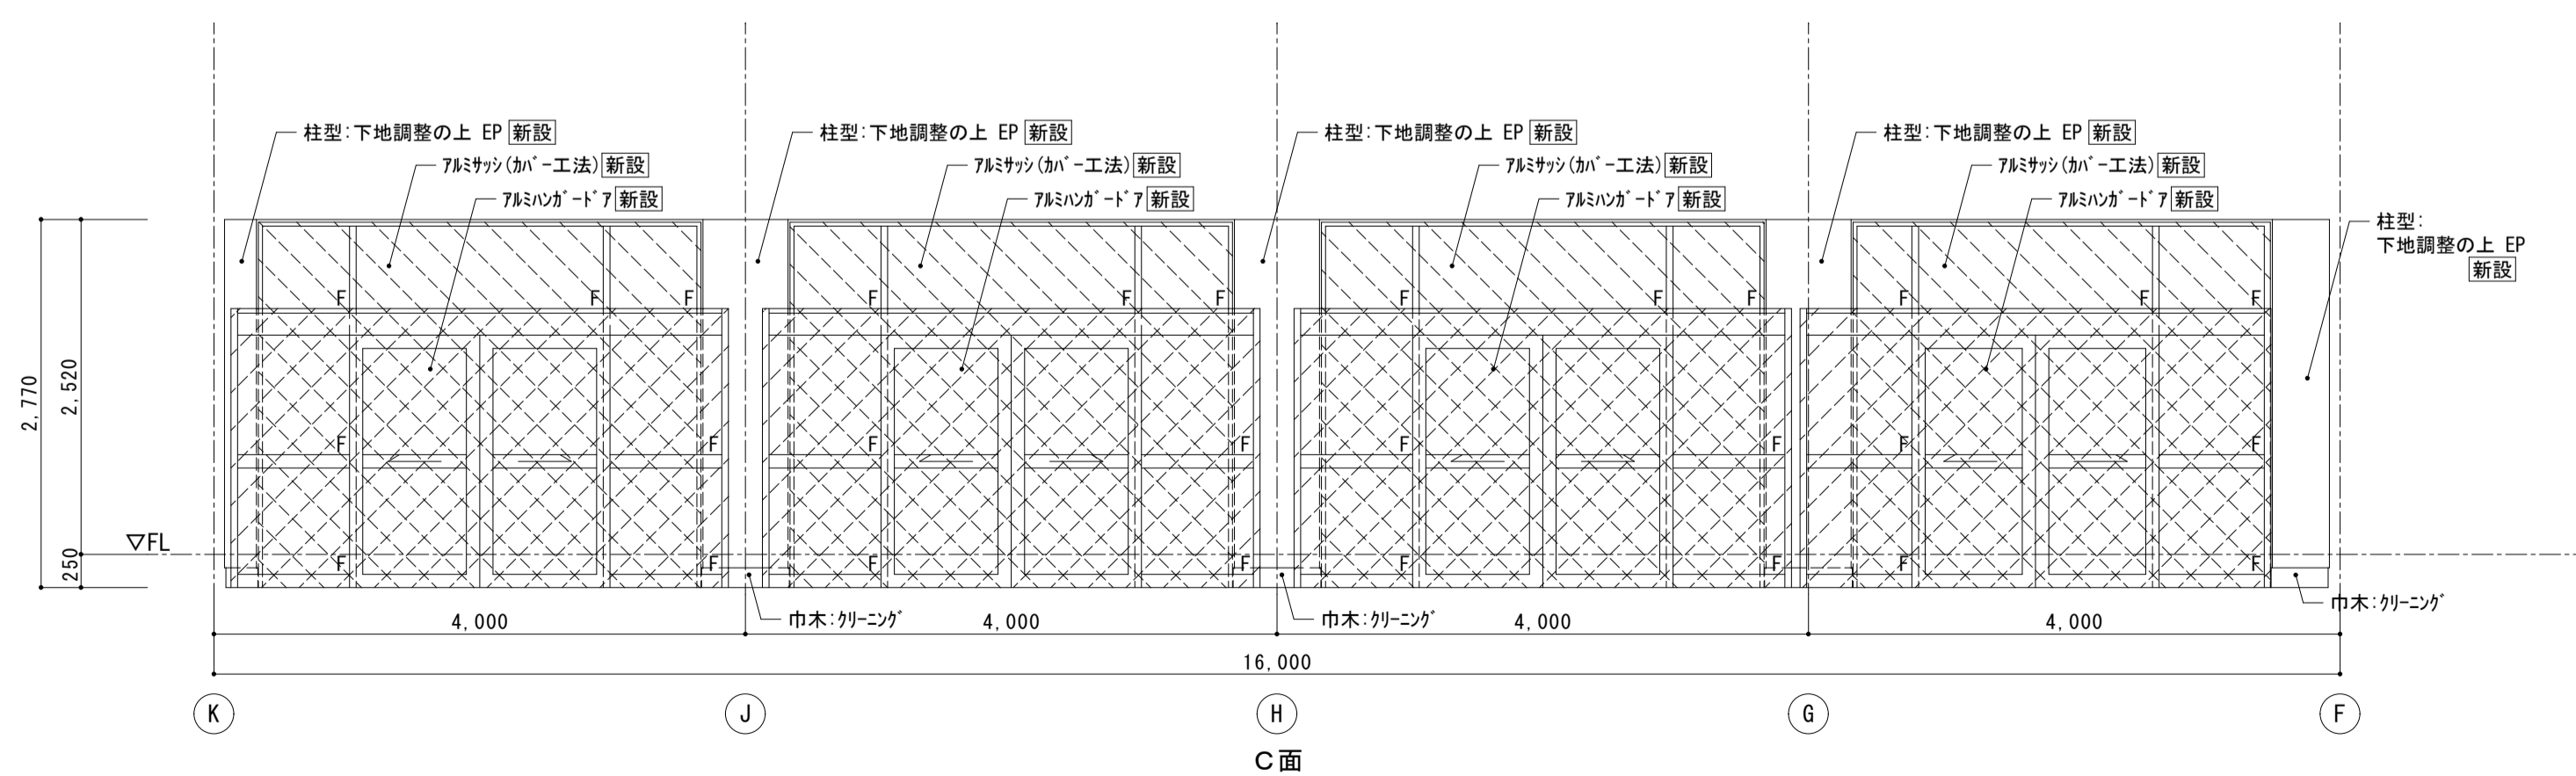 柱型:下地調整の上 EP 新設
柱型:下地調整の上 EP 新設
柱型:下地調整の上 EP 新設
柱型:下地調整の上 EP 新設
ｱﾙﾐｻｯｼ(ｶﾊﾞｰ工法) 新設
ｱﾙﾐｻｯｼ(ｶﾊﾞｰ工法) 新設
ｱﾙﾐｻｯｼ(ｶﾊﾞｰ工法) 新設
ｱﾙﾐｻｯｼ(ｶﾊﾞｰ工法) 新設
ｱﾙﾐﾊﾝｶﾞｰﾄﾞｱ 新設
ｱﾙﾐﾊﾝｶﾞｰﾄﾞｱ 新設
ｱﾙﾐﾊﾝｶﾞｰﾄﾞｱ 新設
ｱﾙﾐﾊﾝｶﾞｰﾄﾞｱ 新設
柱型:
下地調整の上 EP
新設
F F F F F F F F F F F F
F F F F F F F F
F F F F F F F F
2,770
2,520
250
▽FL
巾木:ｸﾘｰﾆﾝｸﾞ
巾木:ｸﾘｰﾆﾝｸﾞ
巾木:ｸﾘｰﾆﾝｸﾞ
4,000
4,000
4,000
4,000
16,000
K
J
H
G
F
C面